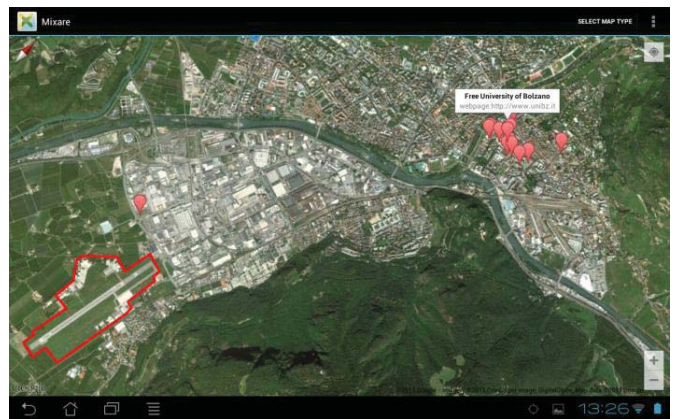 Mixare
SELECT MAP TYPE
Free University of Bolzano
webpage:http://www.unibz.it
+
−
13:26